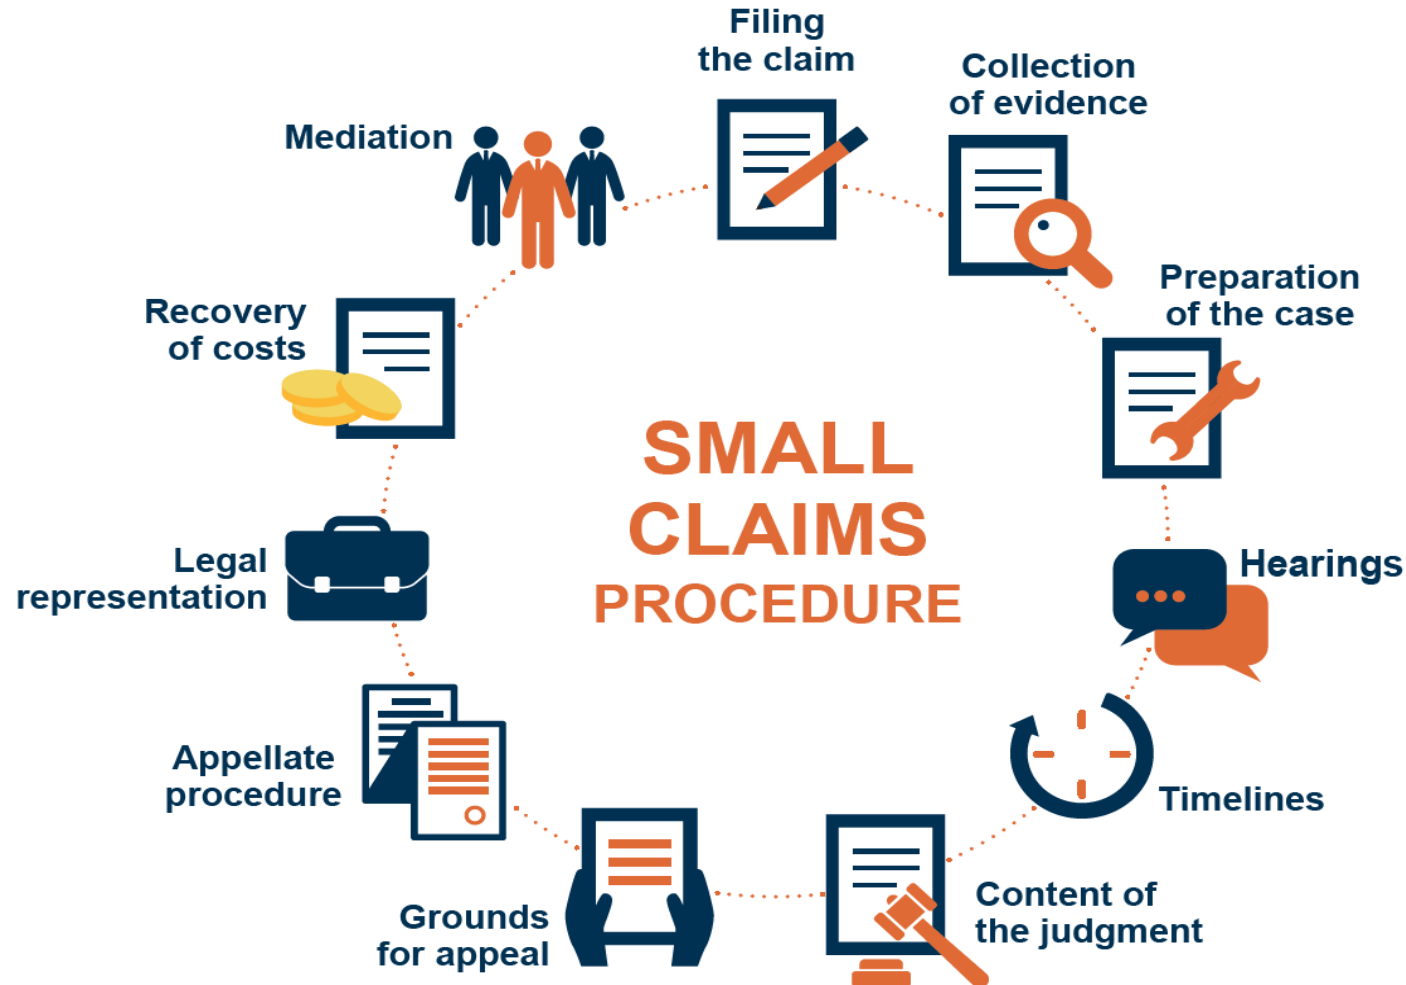 Filing
the claim
Collection
of evidence
Mediation
Preparation
of the case
Recovery
of costs
SMALL
CLAIMS
PROCEDURE
Hearings
Legal
representation
Timelines
Appellate
procedure
Content of
the judgment
Grounds
for appeal